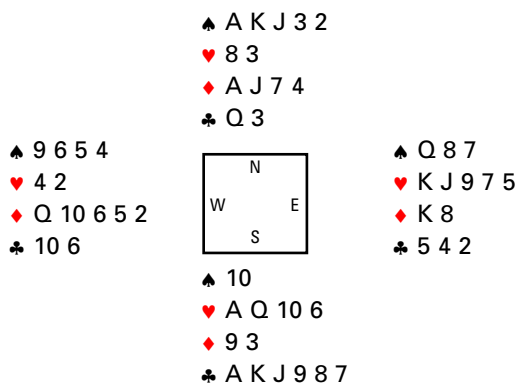 ♠ A K J 3 2
♥ 8 3
♦ A J 7 4
♣ Q 3
♠ 9 6 5 4
♥ 4 2
♦ Q 10 6 5 2
♣ 10 6
N
W E
S
♠ Q 8 7
♥ K J 9 7 5
♦ K 8
♣ 5 4 2
♠ 10
♥ A Q 10 6
♦ 9 3
♣ A K J 9 8 7